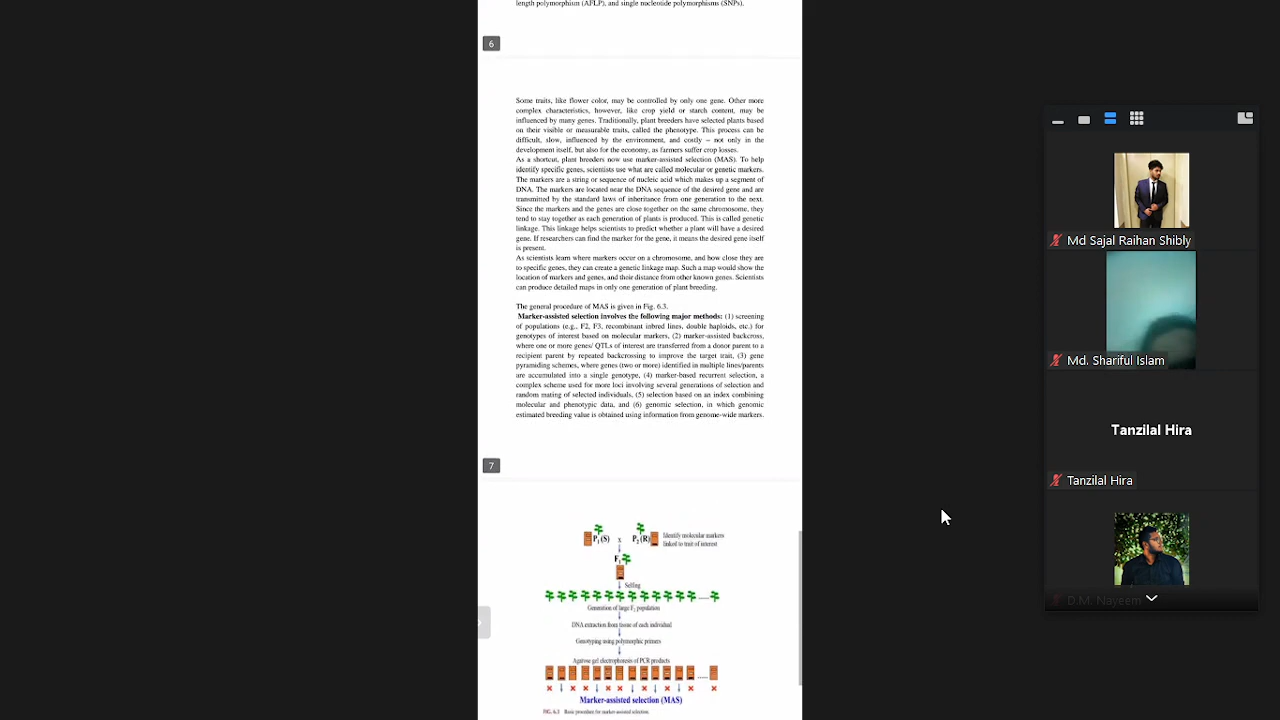 length polymorphism (AFLP), and single nucleotide polymorphisms (SNPs).
6
Some traits, like flower color, may be controlled by only one gene. Other more
complex characteristics, however, like crop yield or starch content, may be
influenced by many genes. Traditionally, plant breeders have selected plants based
on their visible or measurable traits, called the phenotype. This process can be
difficult, slow, influenced by the environment, and costly – not only in the
development itself, but also for the economy, as farmers suffer crop losses.
As a shortcut, plant breeders now use marker-assisted selection (MAS). To help
identify specific genes, scientists use what are called molecular or genetic markers.
The markers are a string or sequence of nucleic acid which makes up a segment of
DNA. The markers are located near the DNA sequence of the desired gene and are
transmitted by the standard laws of inheritance from one generation to the next.
Since the markers and the genes are close together on the same chromosome, they
tend to stay together as each generation of plants is produced. This is called genetic
linkage. This linkage helps scientists to predict whether a plant will have a desired
gene. If researchers can find the marker for the gene, it means the desired gene itself
is present.
As scientists learn where markers occur on a chromosome, and how close they are
to specific genes, they can create a genetic linkage map. Such a map would show the
location of markers and genes, and their distance from other known genes. Scientists
can produce detailed maps in only one generation of plant breeding.
The general procedure of MAS is given in Fig. 6.3.
Marker-assisted selection involves the following major methods: (1) screening
of populations (e.g., F2, F3, recombinant inbred lines, double haploids, etc.) for
genotypes of interest based on molecular markers, (2) marker-assisted backcross,
where one or more genes/ QTLs of interest are transferred from a donor parent to a
recipient parent by repeated backcrossing to improve the target trait, (3) gene
pyramiding schemes, where genes (two or more) identified in multiple lines/parents
are accumulated into a single genotype, (4) marker-based recurrent selection, a
complex scheme used for more loci involving several generations of selection and
random mating of selected individuals, (5) selection based on an index combining
molecular and phenotypic data, and (6) genomic selection, in which genomic
estimated breeding value is obtained using information from genome-wide markers.
7
P1(S) x P2(R) Identify molecular markers
linked to trait of interest
F1
Selfing
Generation of large F2 population
DNA extraction from tissue of each individual
Genotyping using polymorphic primers
Agarose gel electrophoresis of PCR products
Marker-assisted selection (MAS)
FIG. 6.3 Basic procedure for marker-assisted selection.
Md Shafaihan Shibly
Md. Ashriful Islam
Tanzilal Hira
Tanzilal Hira
D.M. Nayeem